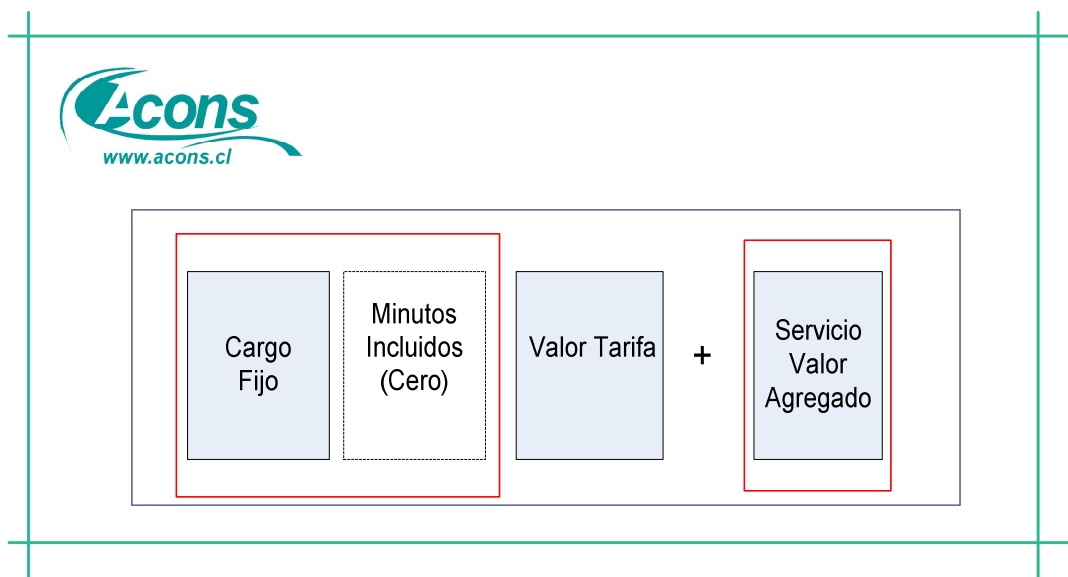 Acons
www.acons.cl
Cargo
Fijo
Minutos
Incluidos
(Cero)
Valor Tarifa
+
Servicio
Valor
Agregado